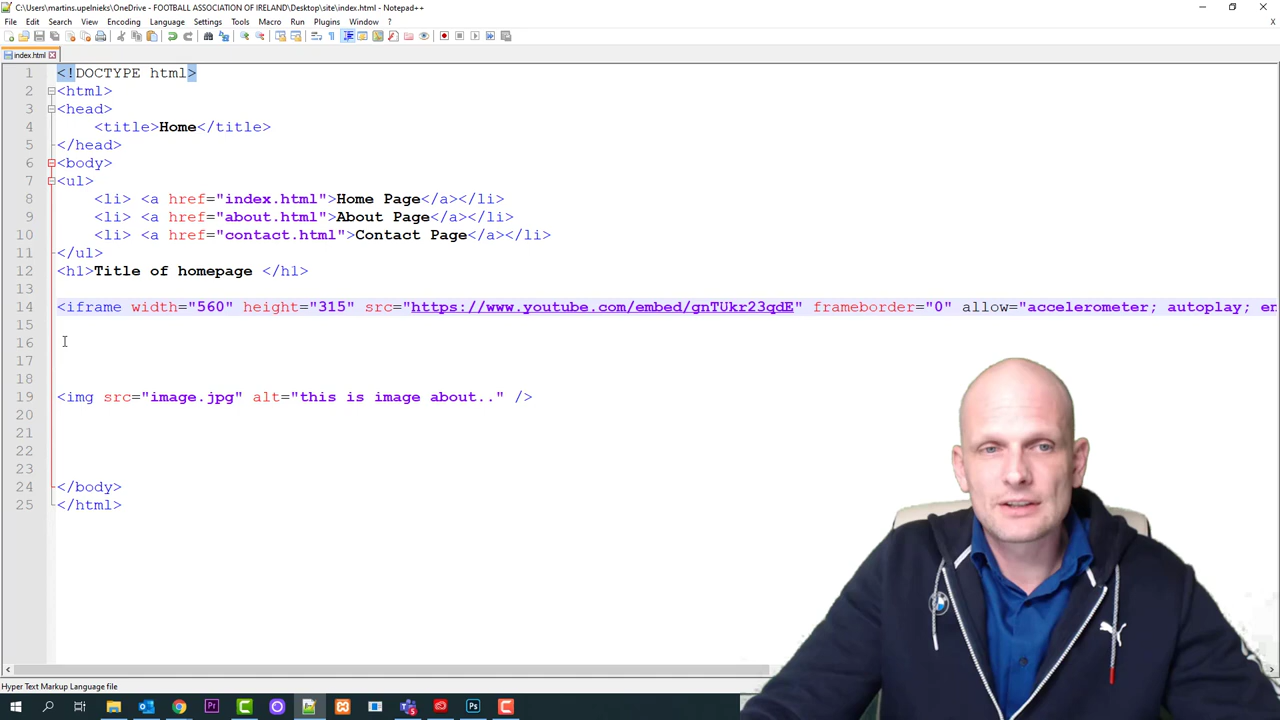 C:\Users\martins.upelnieks\OneDrive - FOOTBALL ASSOCIATION OF IRELAND\Desktop\site\index.html - Notepad++
File Edit Search View Encoding Language Settings Tools Macro Run Plugins Window ?
index.html
1 <!DOCTYPE html>
2 <html>
3 <head>
4 <title>Home</title>
5 </head>
6 <body>
7 <ul>
8 <li> <a href="index.html">Home Page</a></li>
9 <li> <a href="about.html">About Page</a></li>
10 <li> <a href="contact.html">Contact Page</a></li>
11 </ul>
12 <h1>Title of homepage </h1>
13
14 <iframe width="560" height="315" src="https://www.youtube.com/embed/gnTUkr23qdE" frameborder="0" allow="accelerometer; autoplay; en
15
16
17
18
19 <img src="image.jpg" alt="this is image about.." />
20
21
22
23
24 </body>
25 </html>
Hyper Text Markup Language file